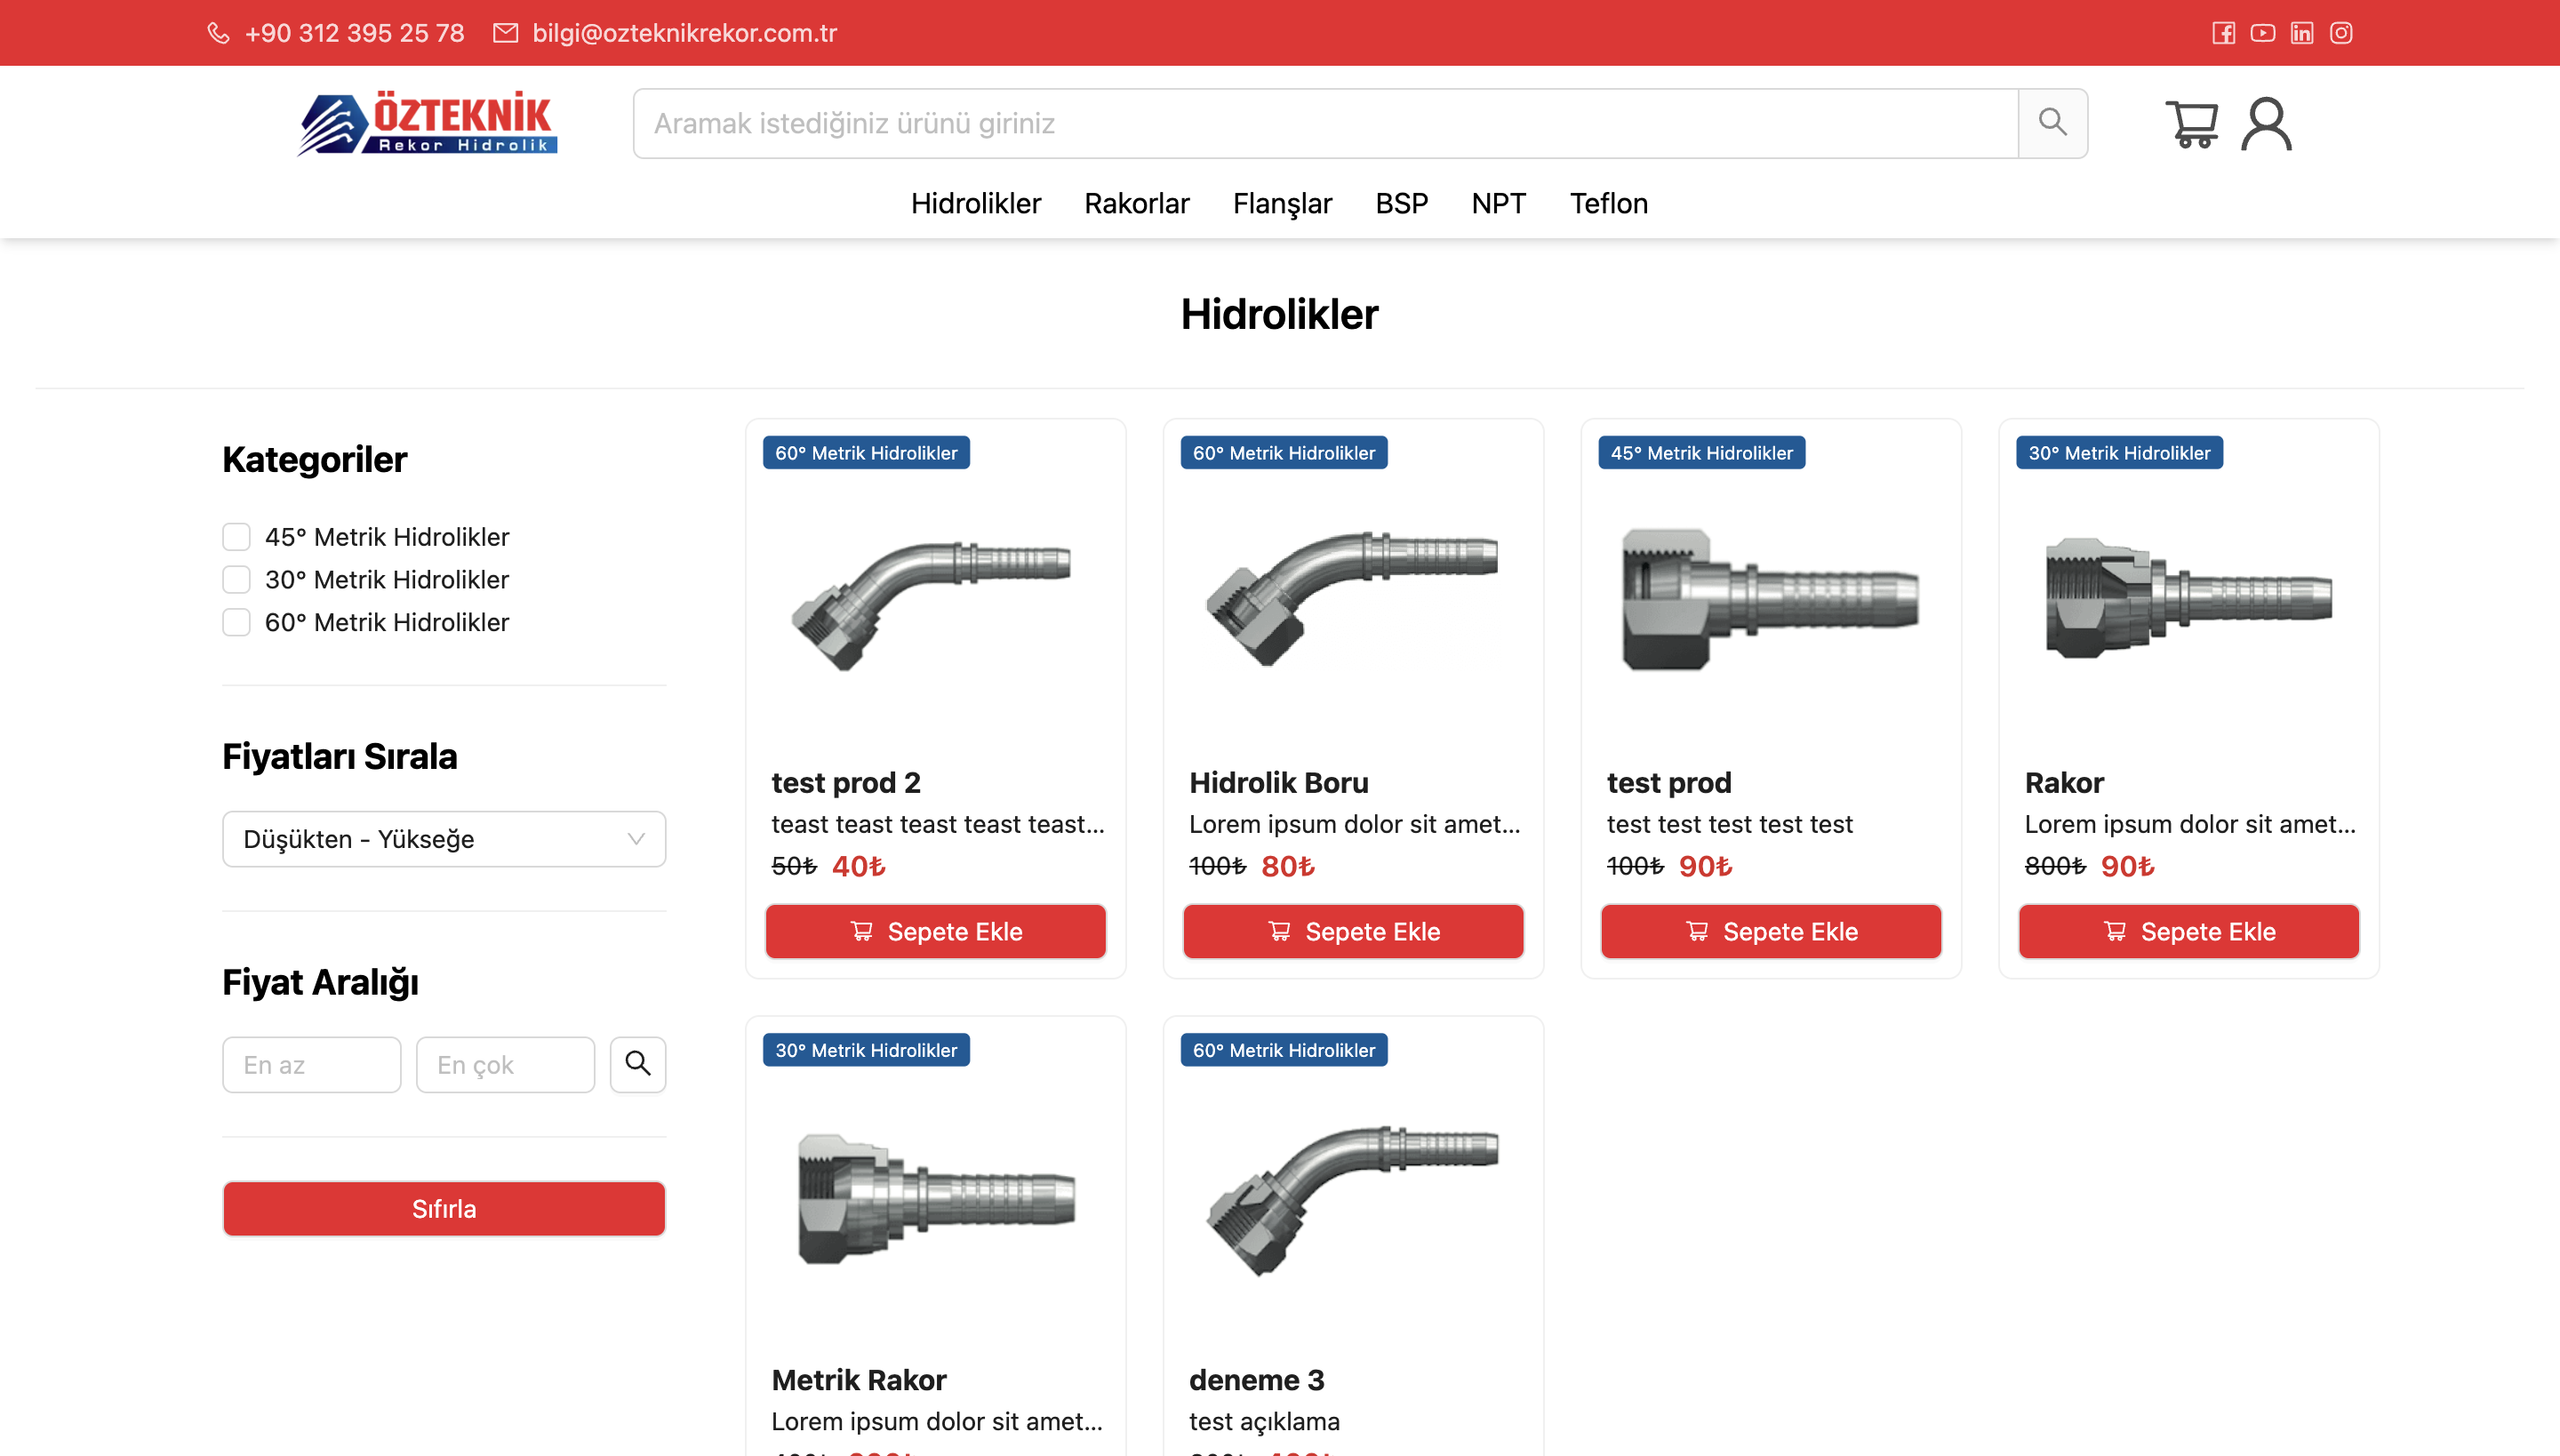 +90 312 395 25 78
bilgi@ozteknikrekor.com.tr
ÖZTEKNİK
Rekor Hidrolik
Aramak istediğiniz ürünü giriniz
Hidrolikler
Rakorlar
Flanşlar
BSP
NPT
Teflon
Hidrolikler
Kategoriler
45° Metrik Hidrolikler
30° Metrik Hidrolikler
60° Metrik Hidrolikler
Fiyatları Sırala
Düşükten - Yükseğe
Fiyat Aralığı
En az
En çok
Sıfırla
60° Metrik Hidrolikler
test prod 2
teast teast teast teast teast...
50₺ 40₺
Sepete Ekle
60° Metrik Hidrolikler
Hidrolik Boru
Lorem ipsum dolor sit amet...
100₺ 80₺
Sepete Ekle
45° Metrik Hidrolikler
test prod
test test test test test
100₺ 90₺
Sepete Ekle
30° Metrik Hidrolikler
Rakor
Lorem ipsum dolor sit amet...
800₺ 90₺
Sepete Ekle
30° Metrik Hidrolikler
Metrik Rakor
Lorem ipsum dolor sit amet...
60° Metrik Hidrolikler
deneme 3
test açıklama